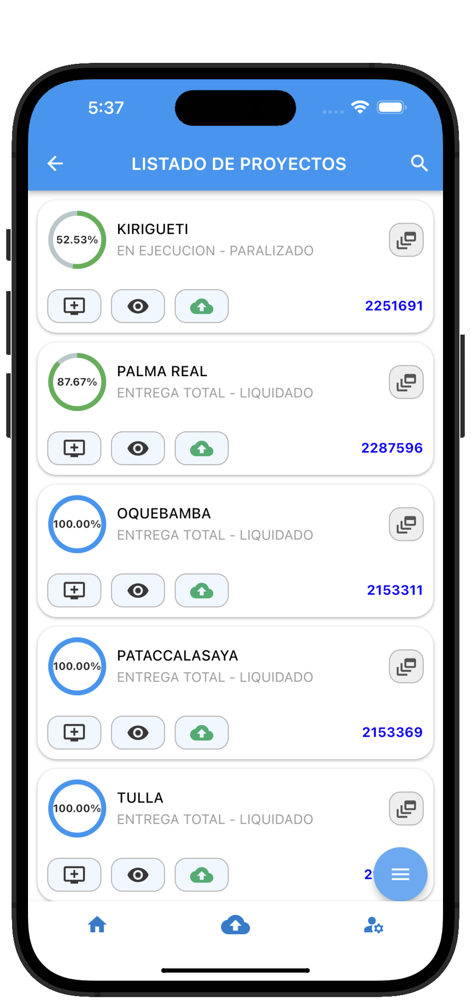 5:37
LISTADO DE PROYECTOS
52.53%
KIRIGUETI
EN EJECUCION - PARALIZADO
2251691
87.67%
PALMA REAL
ENTREGA TOTAL - LIQUIDADO
2287596
100.00%
OQUEBAMBA
ENTREGA TOTAL - LIQUIDADO
2153311
100.00%
PATACCALASAYA
ENTREGA TOTAL - LIQUIDADO
2153369
100.00%
TULLA
ENTREGA TOTAL - LIQUIDADO